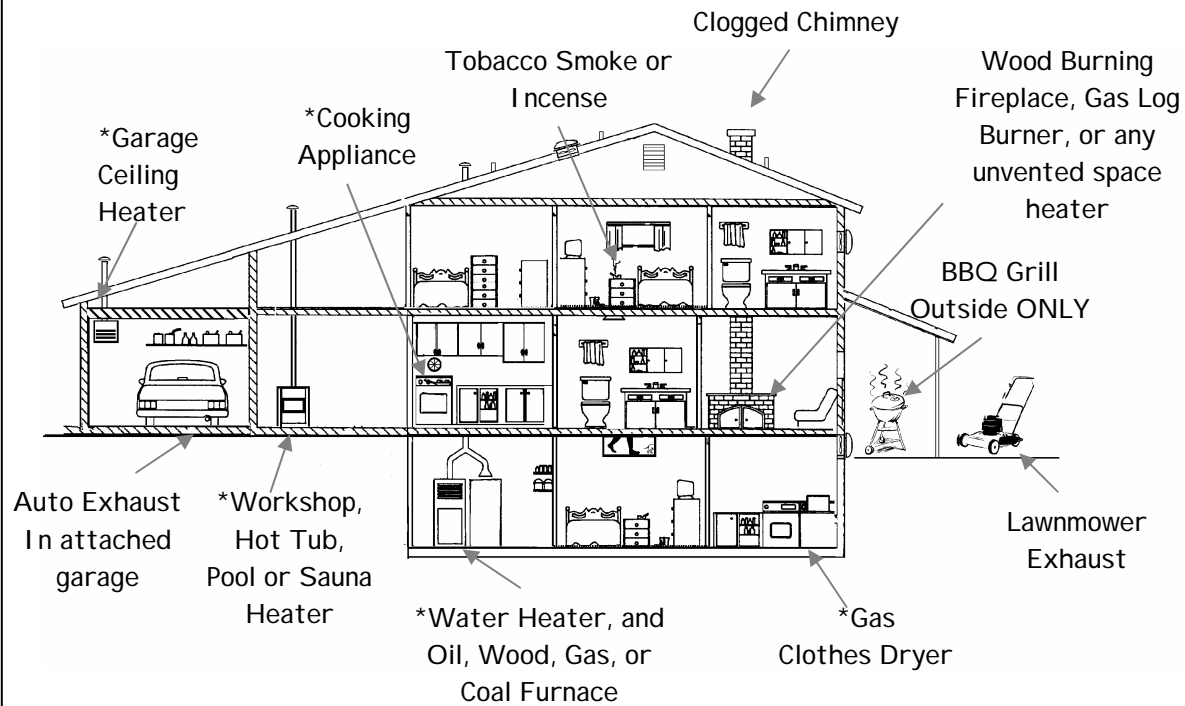 Clogged Chimney
Tobacco Smoke or
Incense
Wood Burning
Fireplace, Gas Log
Burner, or any
unvented space
heater
*Garage
Ceiling
Heater
*Cooking
Appliance
BBQ Grill
Outside ONLY
Auto Exhaust
In attached
garage
*Workshop,
Hot Tub,
Pool or Sauna
Heater
*Water Heater, and
Oil, Wood, Gas, or
Coal Furnace
*Gas
Clothes Dryer
Lawnmower
Exhaust